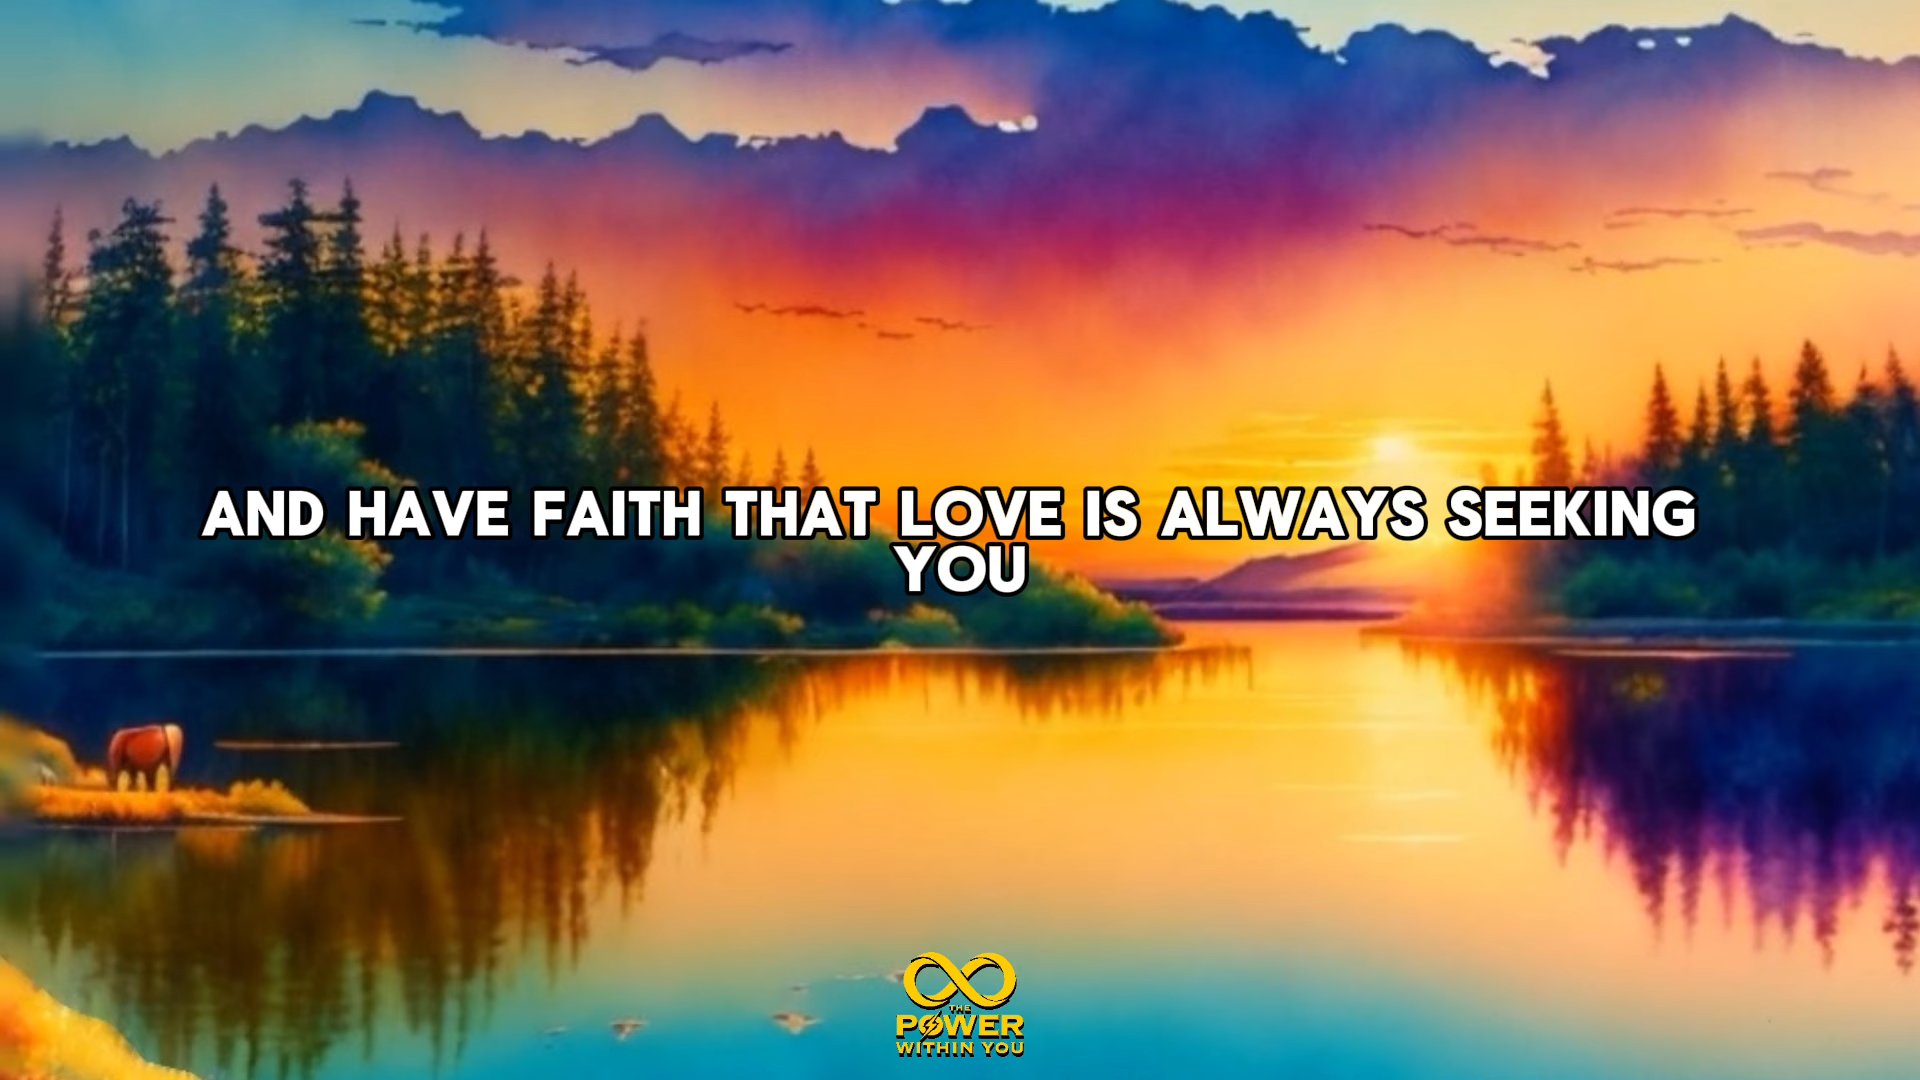 AND HAVE FAITH THAT LOVE IS ALWAYS SEEKING
YOU
THE
POWER
WITHIN YOU